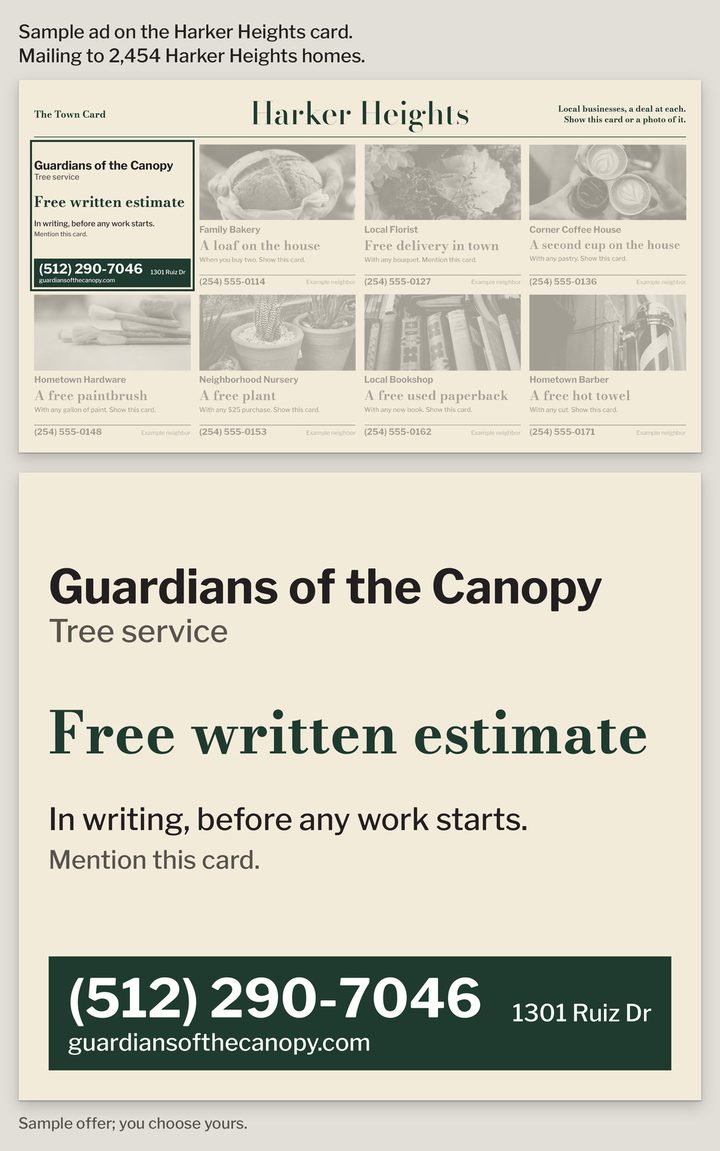 Sample ad on the Harker Heights card.
Mailing to 2,454 Harker Heights homes.
The Town Card
Harker Heights
Local businesses, a deal at each.
Show this card or a photo of it.
Guardians of the Canopy
Tree service
Free written estimate
In writing, before any work starts.
Mention this card.
(512) 290-7046
1301 Ruiz Dr
guardiansofthecanopy.com
Family Bakery
A loaf on the house
When you buy two. Show this card.
(254) 555-0114
Example neighbor
Local Florist
Free delivery in town
With any bouquet. Mention this card.
(254) 555-0127
Example neighbor
Corner Coffee House
A second cup on the house
With any pastry. Show this card.
(254) 555-0136
Example neighbor
Hometown Hardware
A free paintbrush
With any gallon of paint. Show this card.
(254) 555-0148
Example neighbor
Neighborhood Nursery
A free plant
With any $25 purchase. Show this card.
(254) 555-0153
Example neighbor
Local Bookshop
A free used paperback
With any new book. Show this card.
(254) 555-0162
Example neighbor
Hometown Barber
A free hot towel
With any cut. Show this card.
(254) 555-0171
Example neighbor
Guardians of the Canopy
Tree service
Free written estimate
In writing, before any work starts.
Mention this card.
(512) 290-7046
1301 Ruiz Dr
guardiansofthecanopy.com
Sample offer; you choose yours.